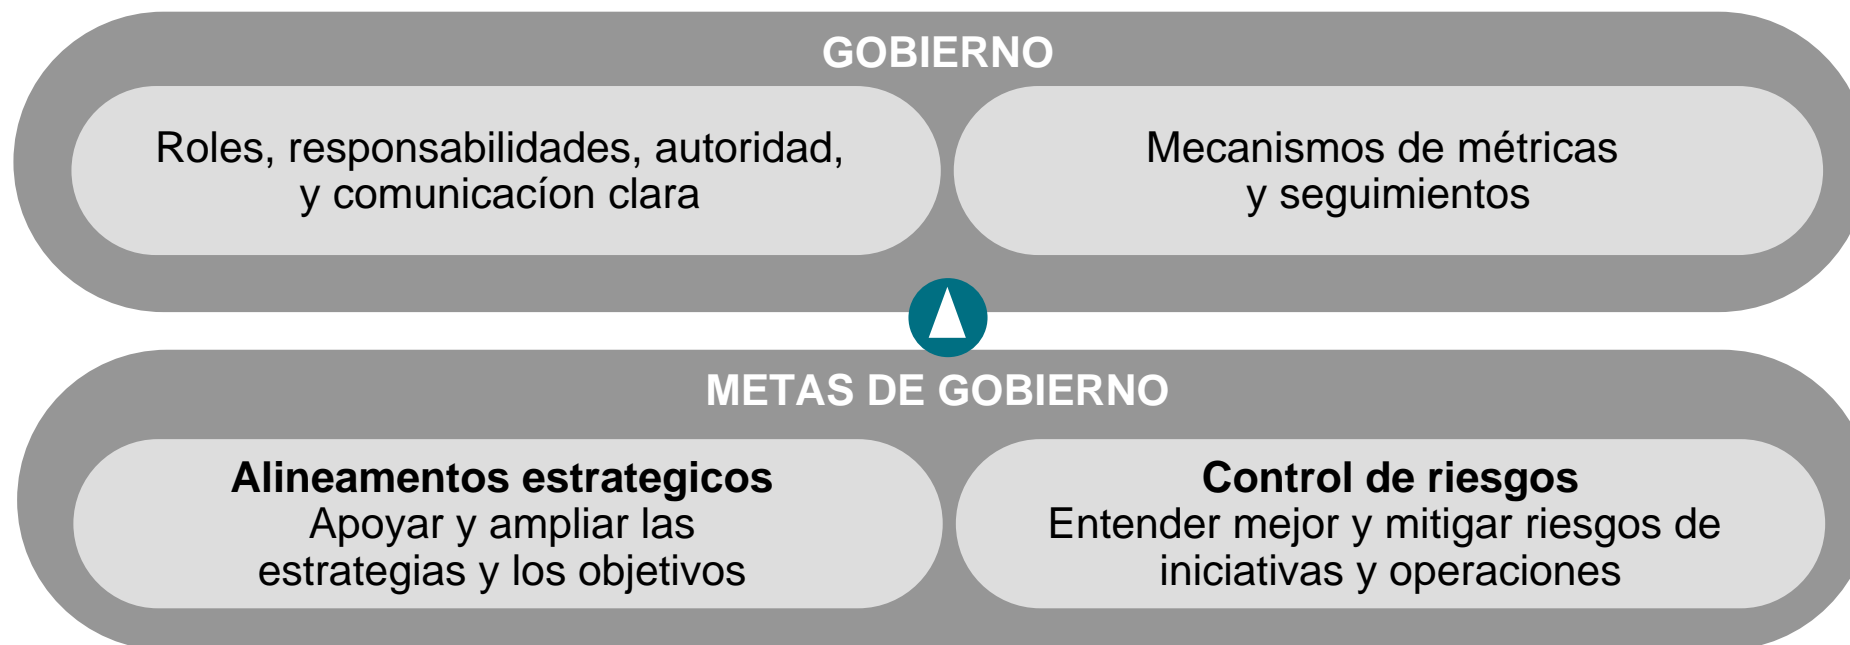 GOBIERNO
Roles, responsabilidades, autoridad,
y comunicacíon clara
Mecanismos de métricas
y seguimientos
METAS DE GOBIERNO
Alineamentos estrategicos
Apoyar y ampliar las
estrategias y los objetivos
Control de riesgos
Entender mejor y mitigar riesgos de
iniciativas y operaciones